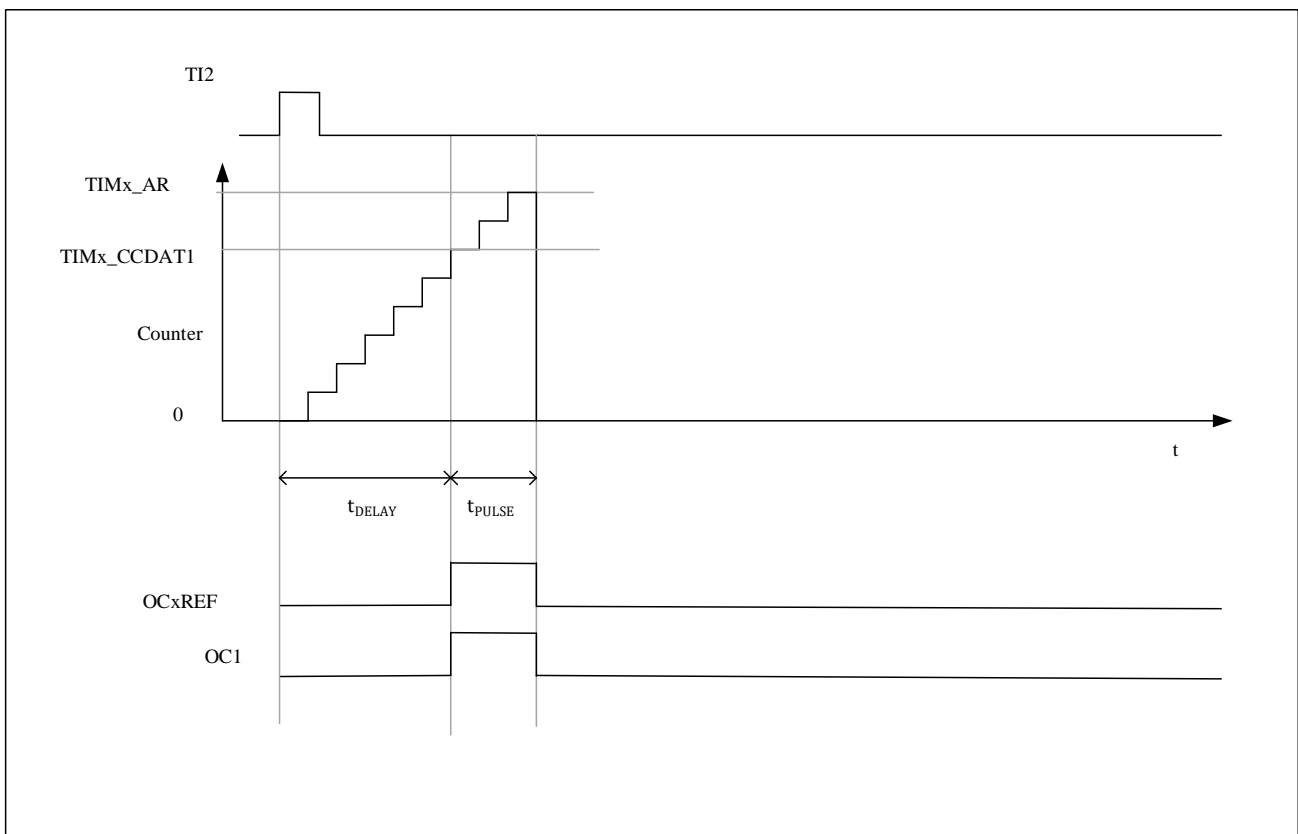 TI2
TIMx_AR
TIMx_CCDAT1
Counter
0
t
tDELAY
tPULSE
OCxREF
OC1